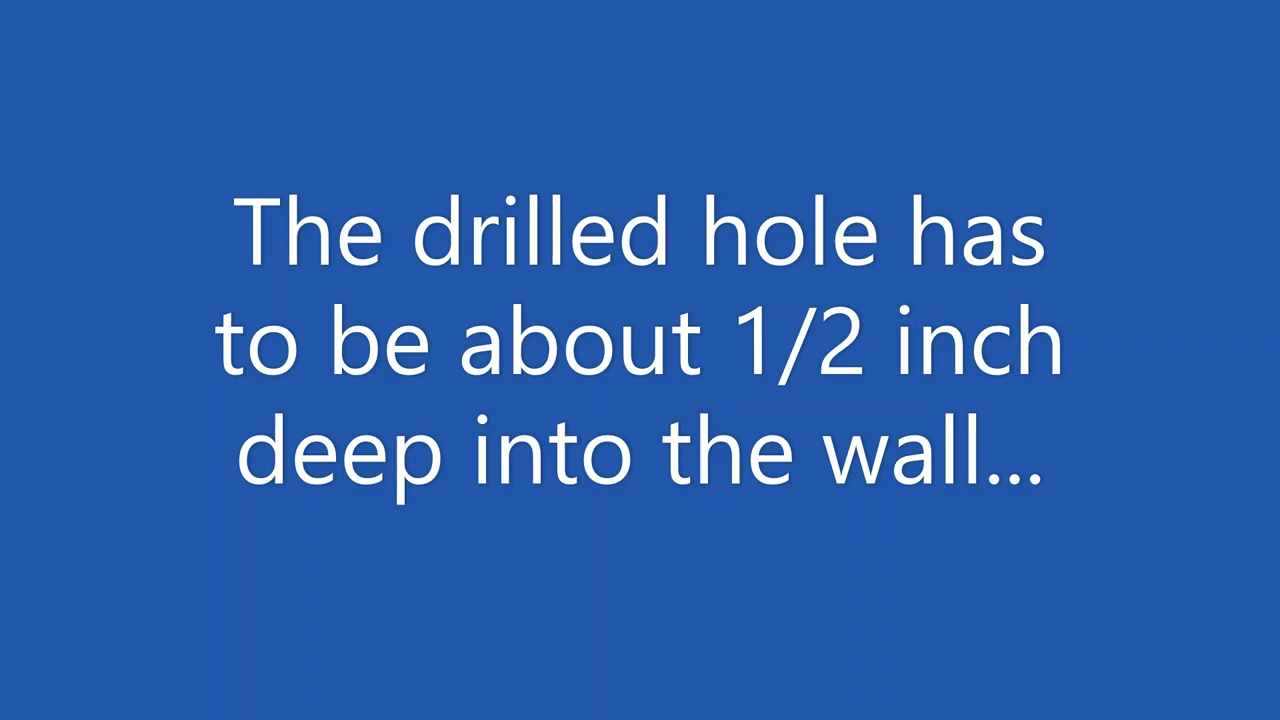 The drilled hole has
to be about 1/2 inch
deep into the wall...